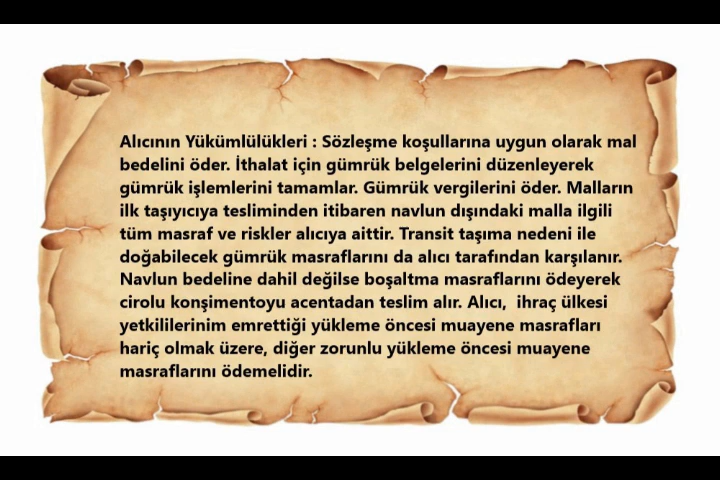 Alıcının Yükümlülükleri : Sözleşme koşullarına uygun olarak mal
bedelini öder. İthalat için gümrük belgelerini düzenleyerek
gümrük işlemlerini tamamlar. Gümrük vergilerini öder. Malların
ilk taşıyıcıya tesliminden itibaren navlun dışındaki malla ilgili
tüm masraf ve riskler alıcıya aittir. Transit taşıma nedeni ile
doğabilecek gümrük masraflarını da alıcı tarafından karşılanır.
Navlun bedeline dahil değilse boşaltma masraflarını ödeyerek
cirolu konşimentoyu acentadan teslim alır. Alıcı,  ihraç ülkesi
yetkililerinim emrettiği yükleme öncesi muayene masrafları
hariç olmak üzere, diğer zorunlu yükleme öncesi muayene
masraflarını ödemelidir.